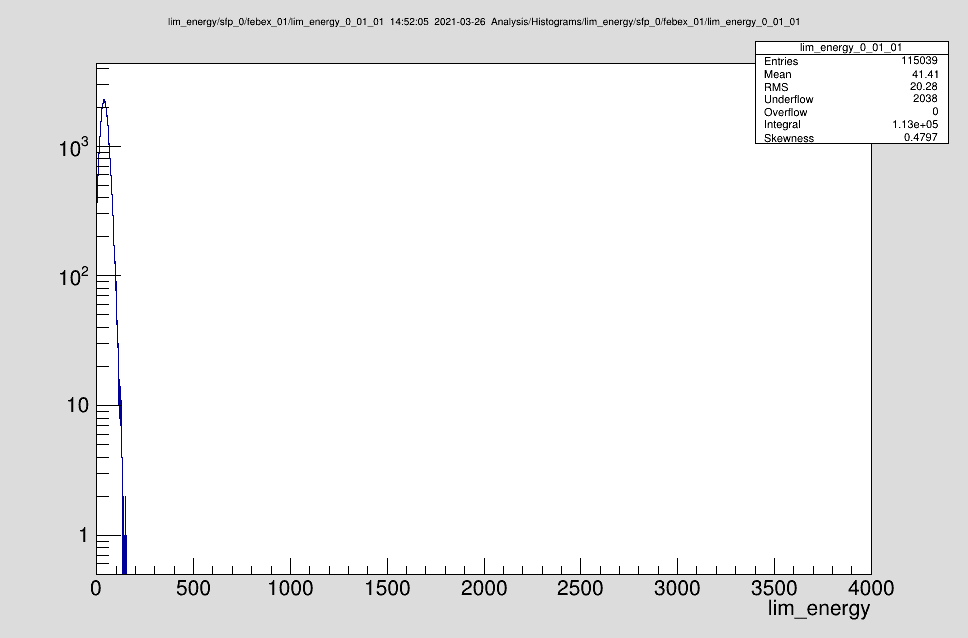 lim_energy/sfp_0/febex_01/lim_energy_0_01_01 14:52:05 2021-03-26 Analysis/Histograms/lim_energy/sfp_0/febex_01/lim_energy_0_01_01
lim_energy_0_01_01
Entries 115039
Mean 41.41
RMS 20.28
Underflow 2038
Overflow 0
Integral 1.13e+05
Skewness 0.4797
10³
10²
10
1
0 500 1000 1500 2000 2500 3000 3500 4000
lim_energy